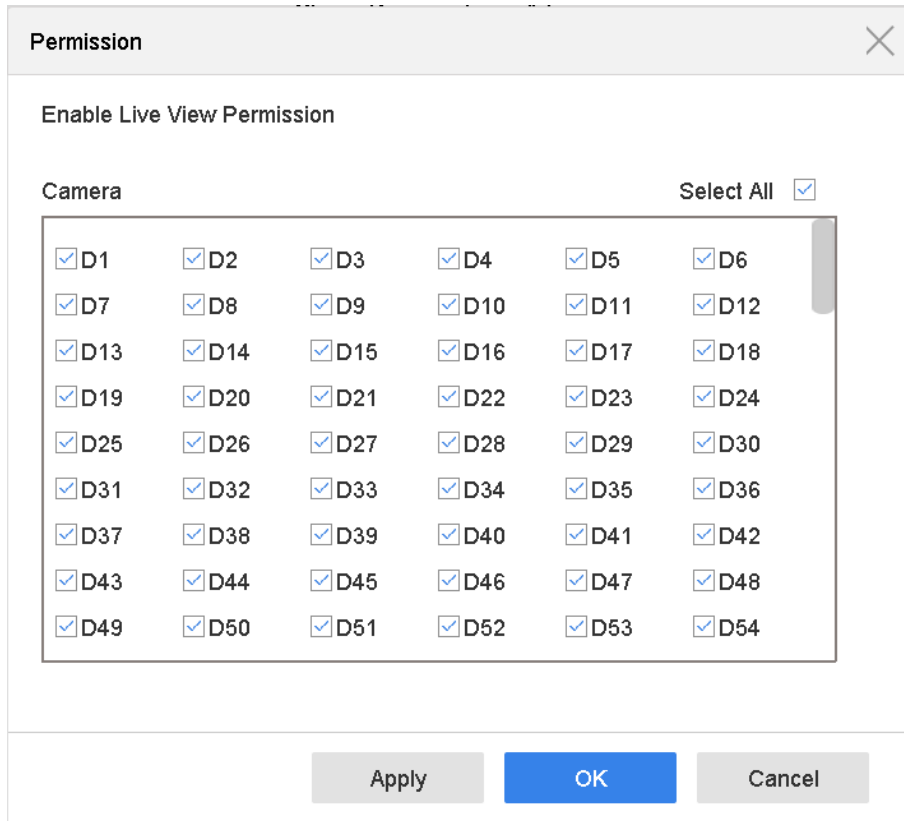 Permission
Enable Live View Permission
Camera Select All
D1 D2 D3 D4 D5 D6
D7 D8 D9 D10 D11 D12
D13 D14 D15 D16 D17 D18
D19 D20 D21 D22 D23 D24
D25 D26 D27 D28 D29 D30
D31 D32 D33 D34 D35 D36
D37 D38 D39 D40 D41 D42
D43 D44 D45 D46 D47 D48
D49 D50 D51 D52 D53 D54
Apply OK Cancel